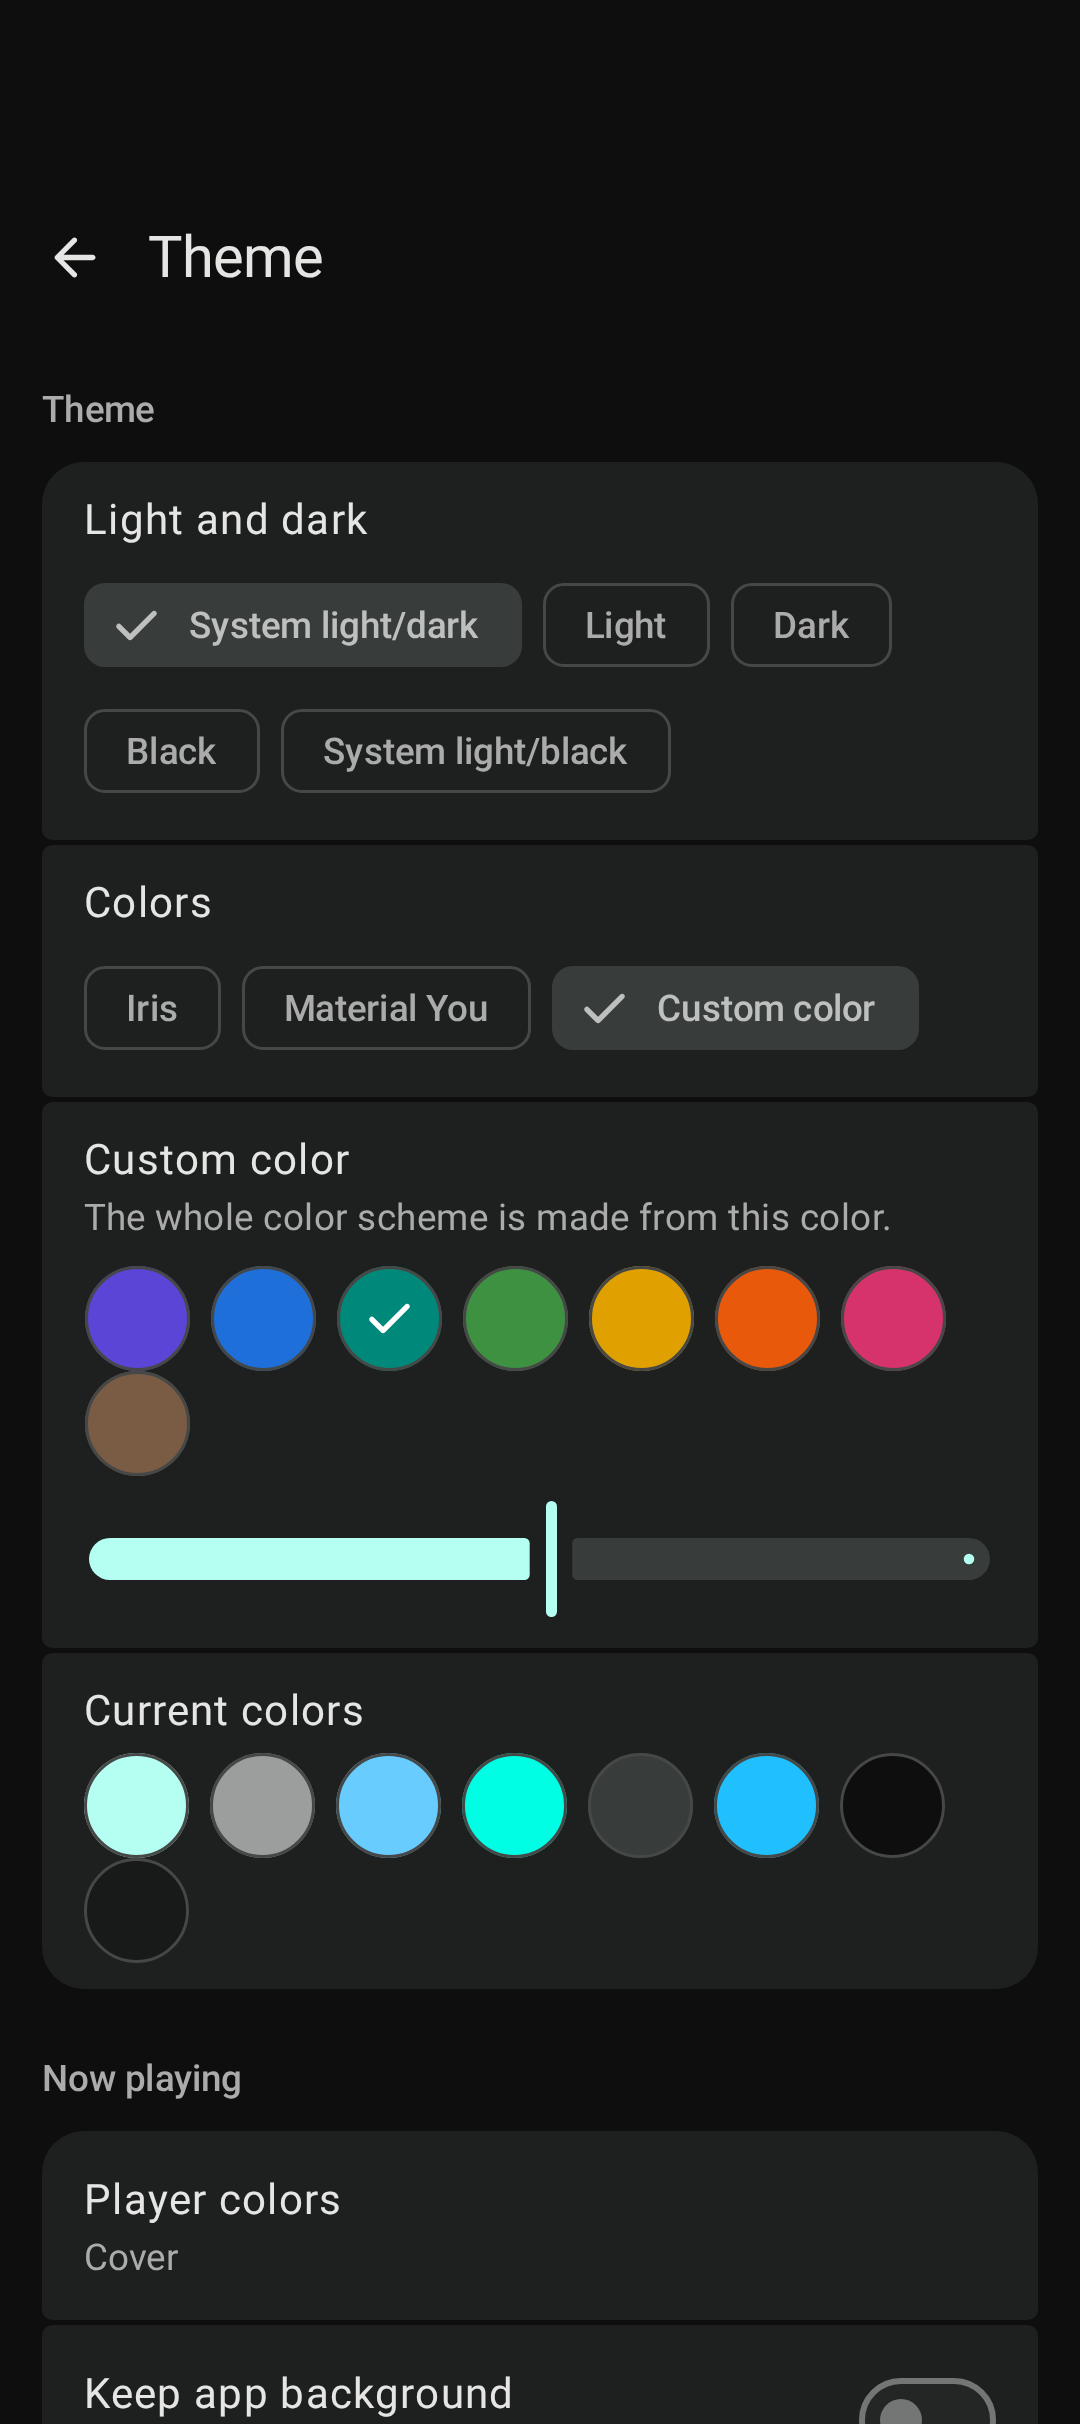 Theme
Theme
Light and dark
System light/dark
Light
Dark
Black
System light/black
Colors
Iris
Material You
Custom color
Custom color
The whole color scheme is made from this color.
Current colors
Now playing
Player colors
Cover
Keep app background